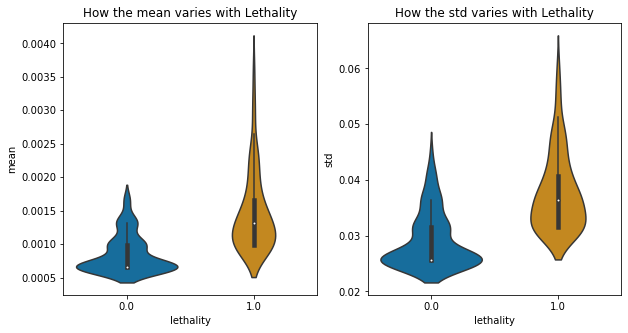 How the mean varies with Lethality
mean
0.0040
0.0035
0.0030
0.0025
0.0020
0.0015
0.0010
0.0005
0.0
1.0
lethality
How the std varies with Lethality
std
0.06
0.05
0.04
0.03
0.02
0.0
1.0
lethality